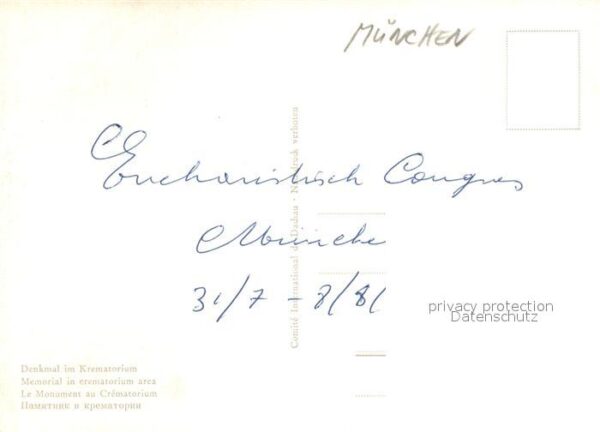 MÜNCHEN
Eucharistisch Congres
Münche
31/7 - 8/8/
Comité International de Dachau · Nachdruck verboten
privacy protection
Datenschutz
Denkmal im Krematorium
Memorial in crematorium area
Le Monument au Crématorium
Памятник в крематории